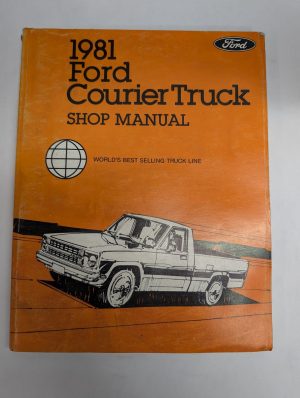 1981
Ford
Ford
Courier Truck
SHOP MANUAL
WORLD'S BEST SELLING TRUCK LINE